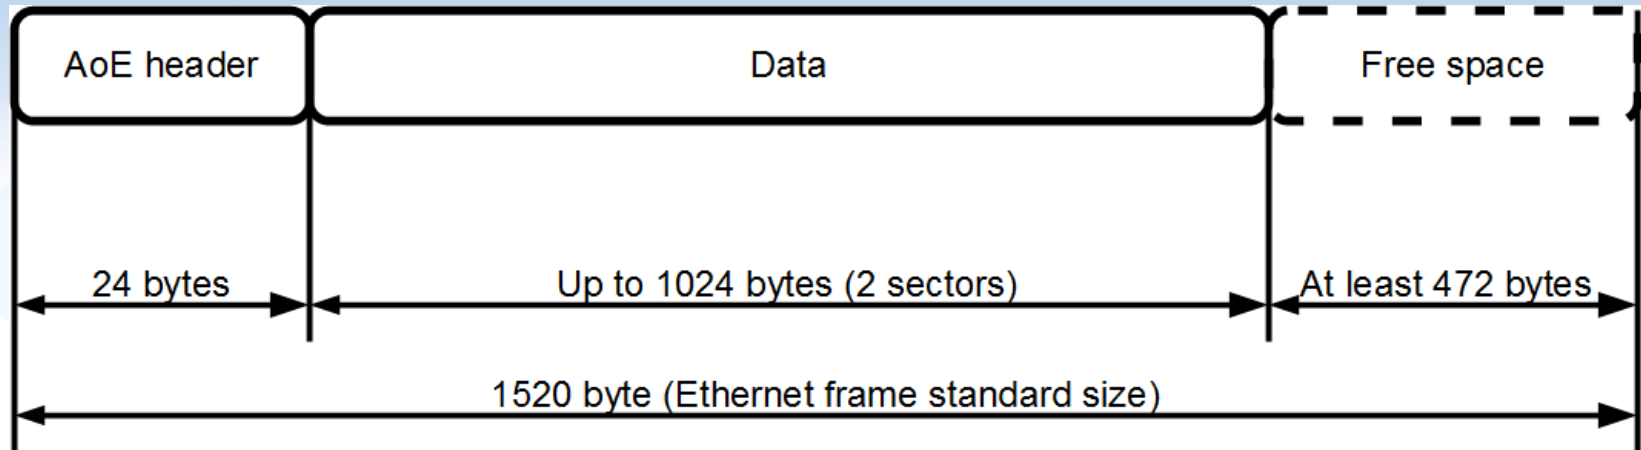 AoE header
Data
Free space
24 bytes
Up to 1024 bytes (2 sectors)
At least 472 bytes
1520 byte (Ethernet frame standard size)